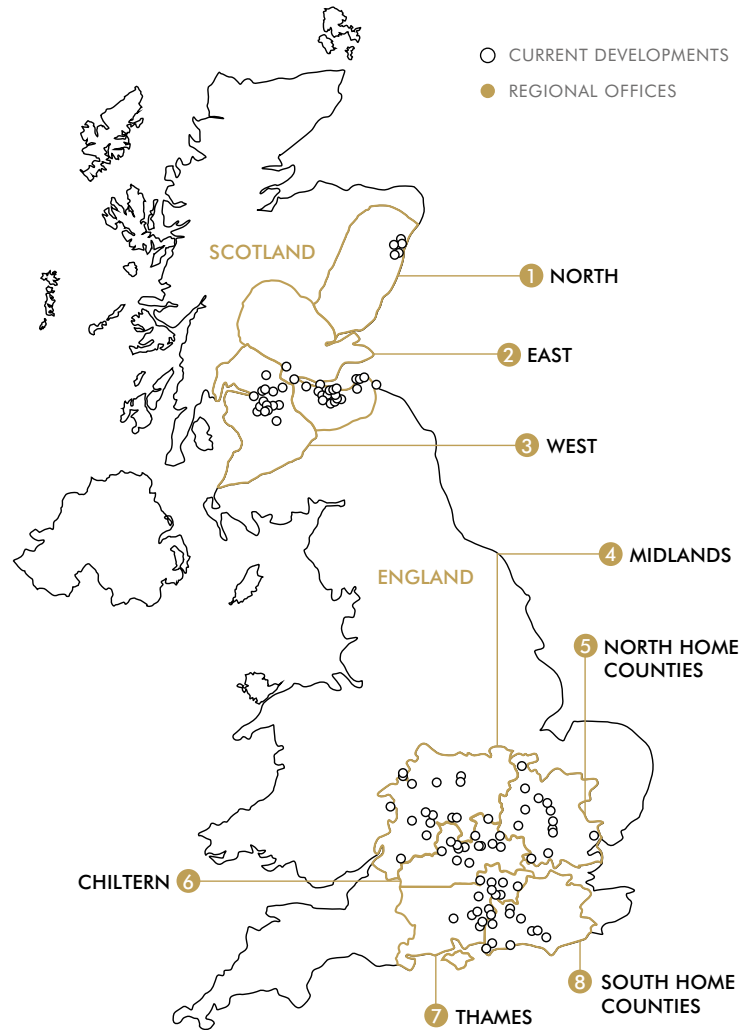 CURRENT DEVELOPMENTS
REGIONAL OFFICES
SCOTLAND
1 NORTH
2 EAST
3 WEST
4 MIDLANDS
ENGLAND
5 NORTH HOME
COUNTIES
CHILTERN 6
8 SOUTH HOME
COUNTIES
7 THAMES